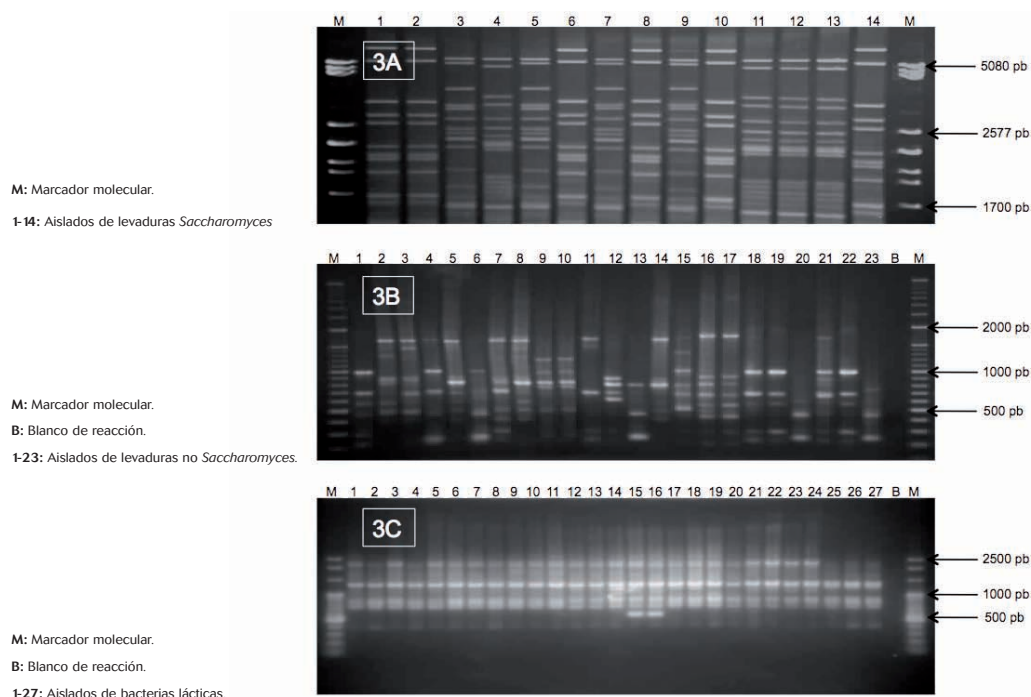 M 1 2 3 4 5 6 7 8 9 10 11 12 13 14 M
3A
5080 pb
2577 pb
1700 pb
M: Marcador molecular.
1-14: Aislados de levaduras Saccharomyces
M 1 2 3 4 5 6 7 8 9 10 11 12 13 14 15 16 17 18 19 20 21 22 23 B M
3B
2000 pb
1000 pb
500 pb
M: Marcador molecular.
B: Blanco de reacción.
1-23: Aislados de levaduras no Saccharomyces.
M 1 2 3 4 5 6 7 8 9 10 11 12 13 14 15 16 17 18 19 20 21 22 23 24 25 26 27 B M
3C
2500 pb
1000 pb
500 pb
M: Marcador molecular.
B: Blanco de reacción.
1-27: Aislados de bacterias lácticas.